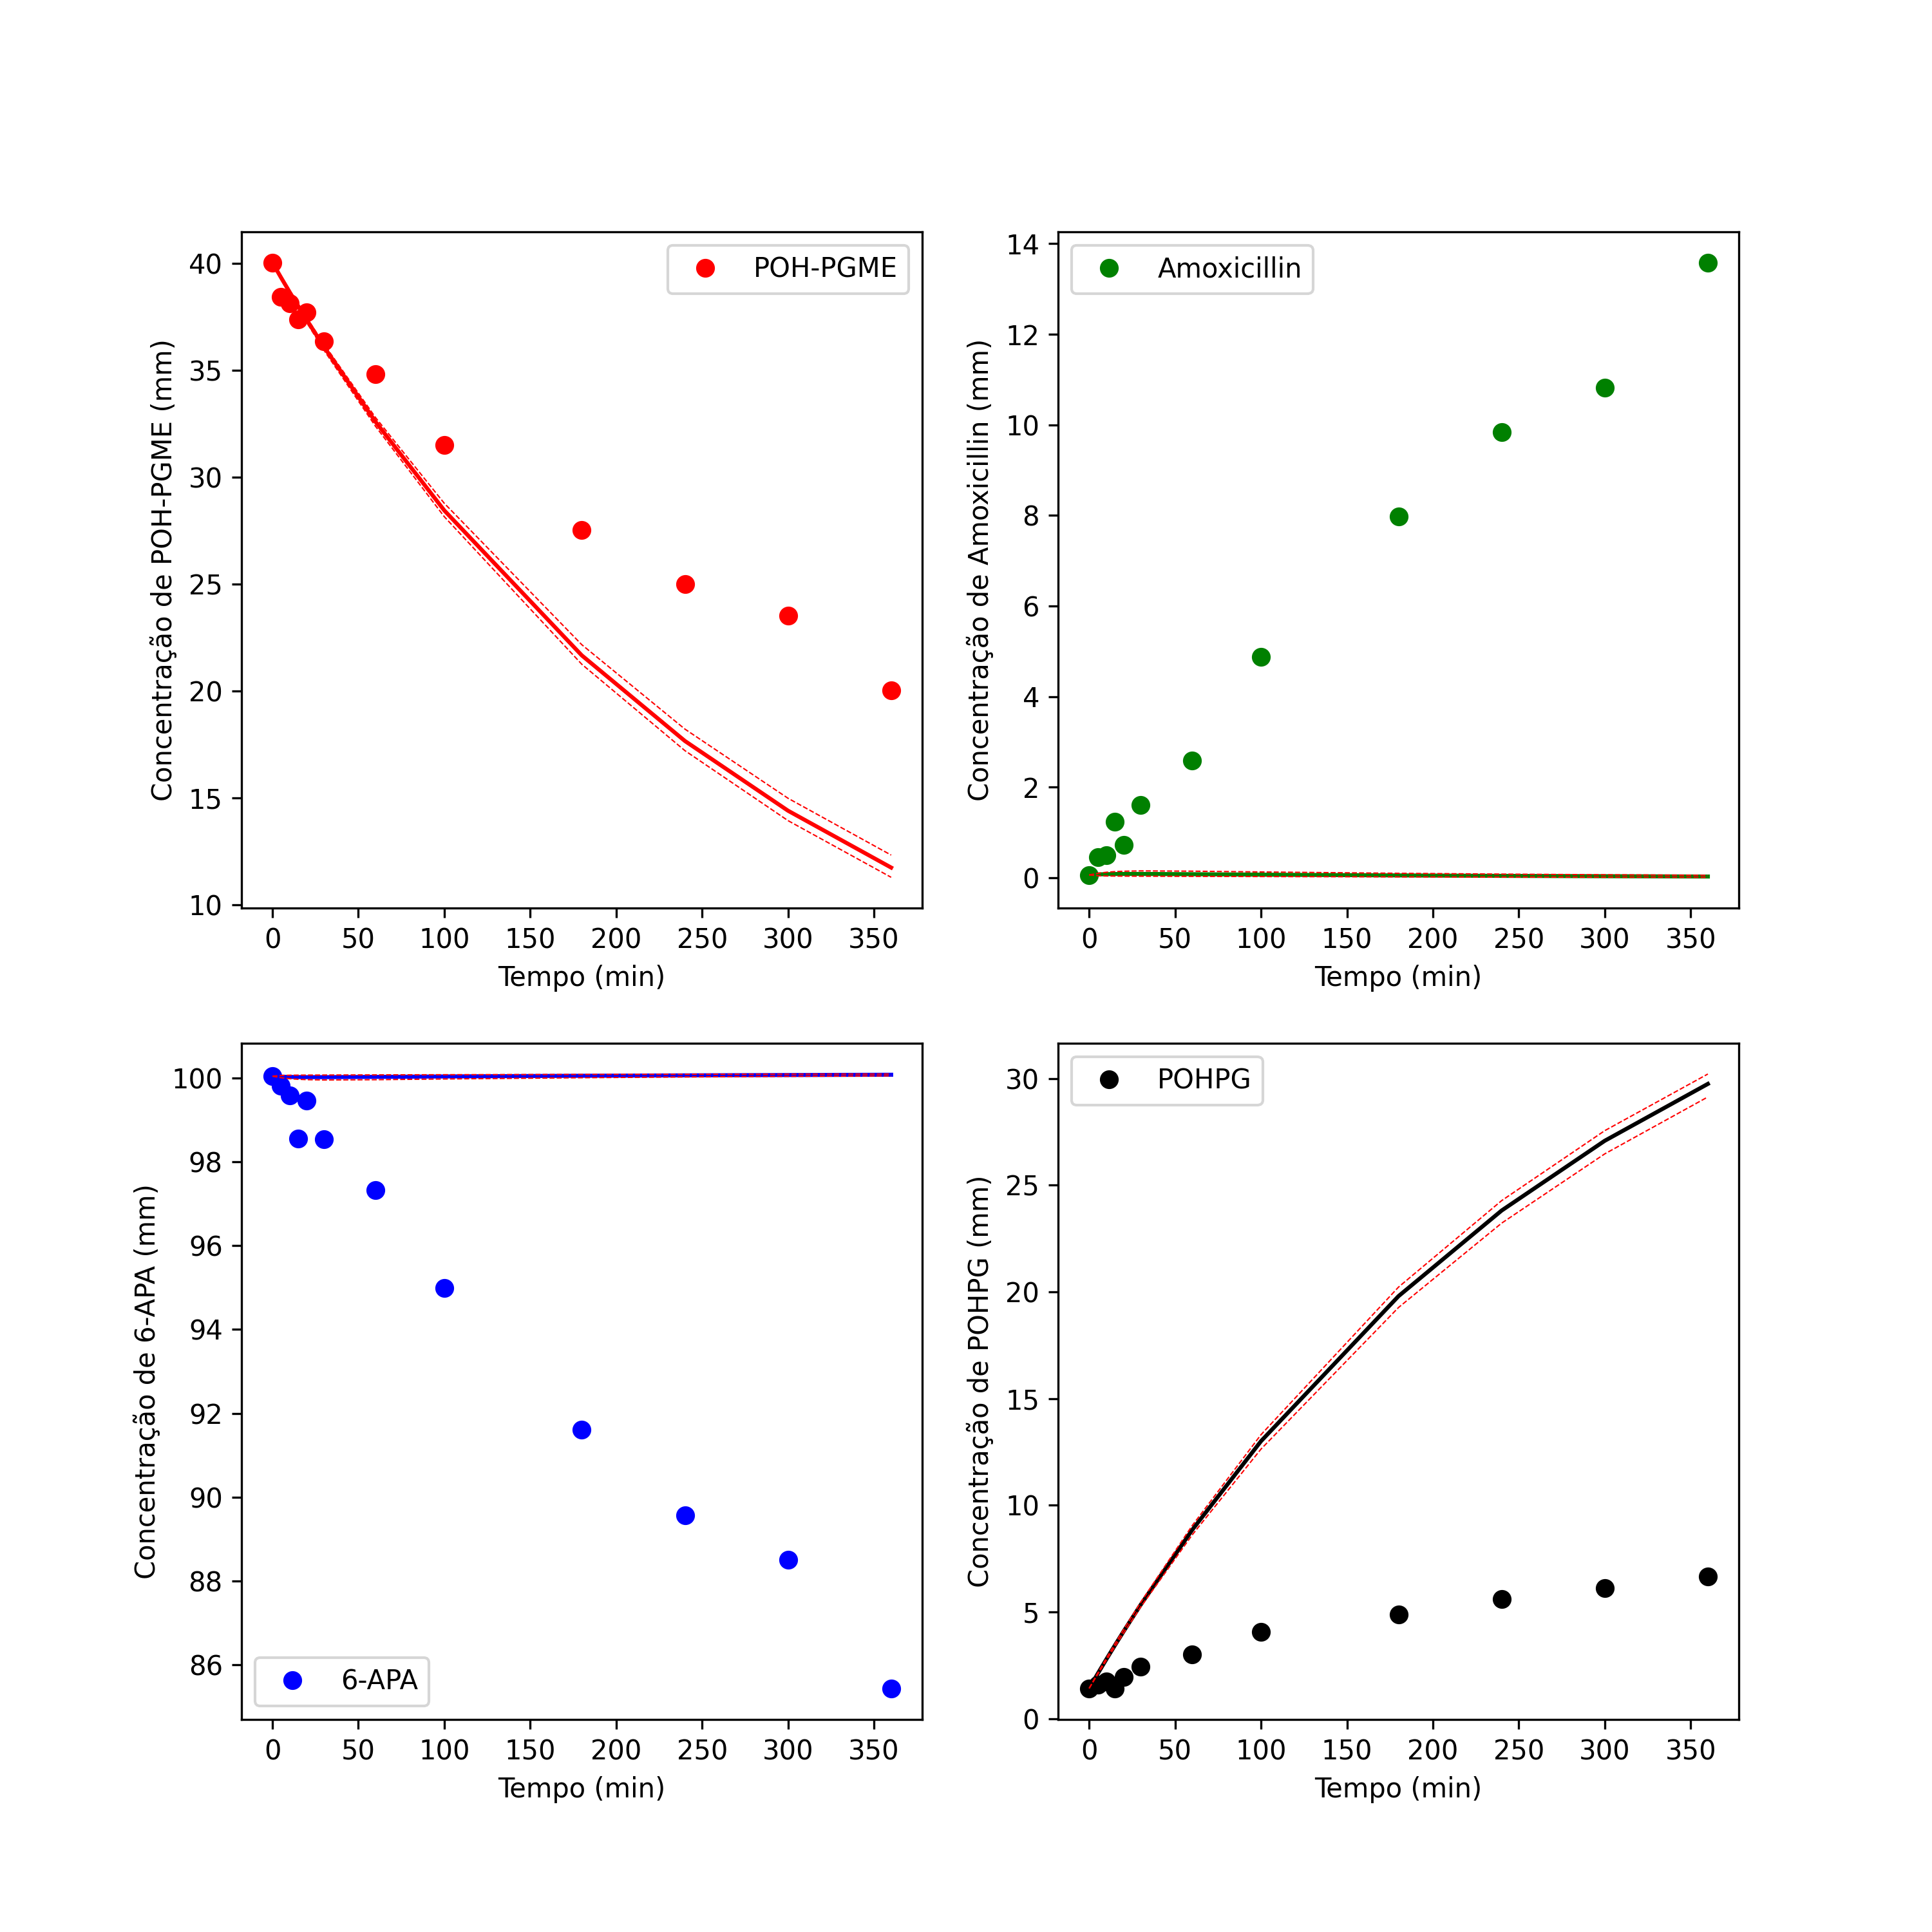 POH-PGME
Concentração de POH-PGME (mm)
40
35
30
25
20
15
10
0 50 100 150 200 250 300 350
Tempo (min)
Amoxicillin
Concentração de Amoxicillin (mm)
14
12
10
8
6
4
2
0
0 50 100 150 200 250 300 350
Tempo (min)
6-APA
Concentração de 6-APA (mm)
100
98
96
94
92
90
88
86
0 50 100 150 200 250 300 350
Tempo (min)
POHPG
Concentração de POHPG (mm)
30
25
20
15
10
5
0
0 50 100 150 200 250 300 350
Tempo (min)